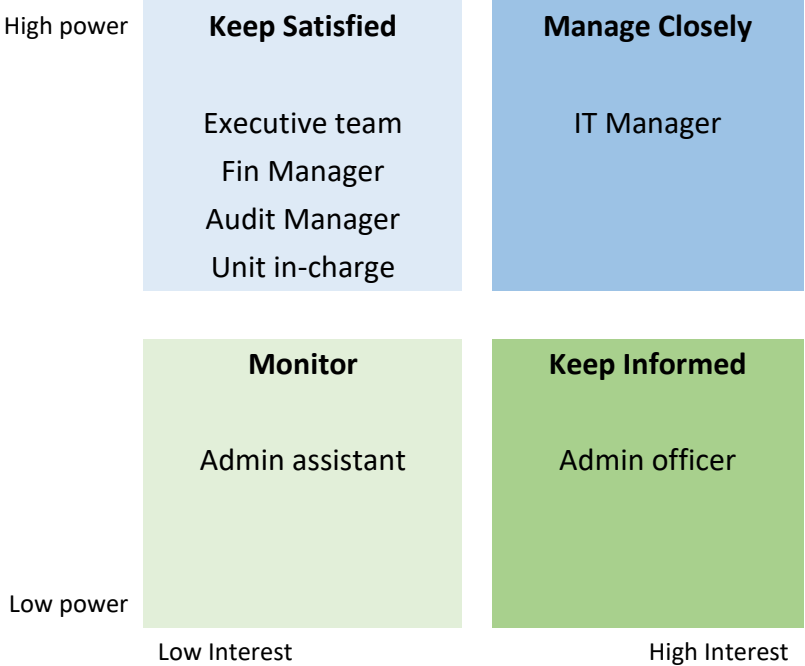 High power
Keep Satisfied
Executive team
Fin Manager
Audit Manager
Unit in-charge
Manage Closely
IT Manager
Monitor
Admin assistant
Keep Informed
Admin officer
Low power
Low Interest
High Interest